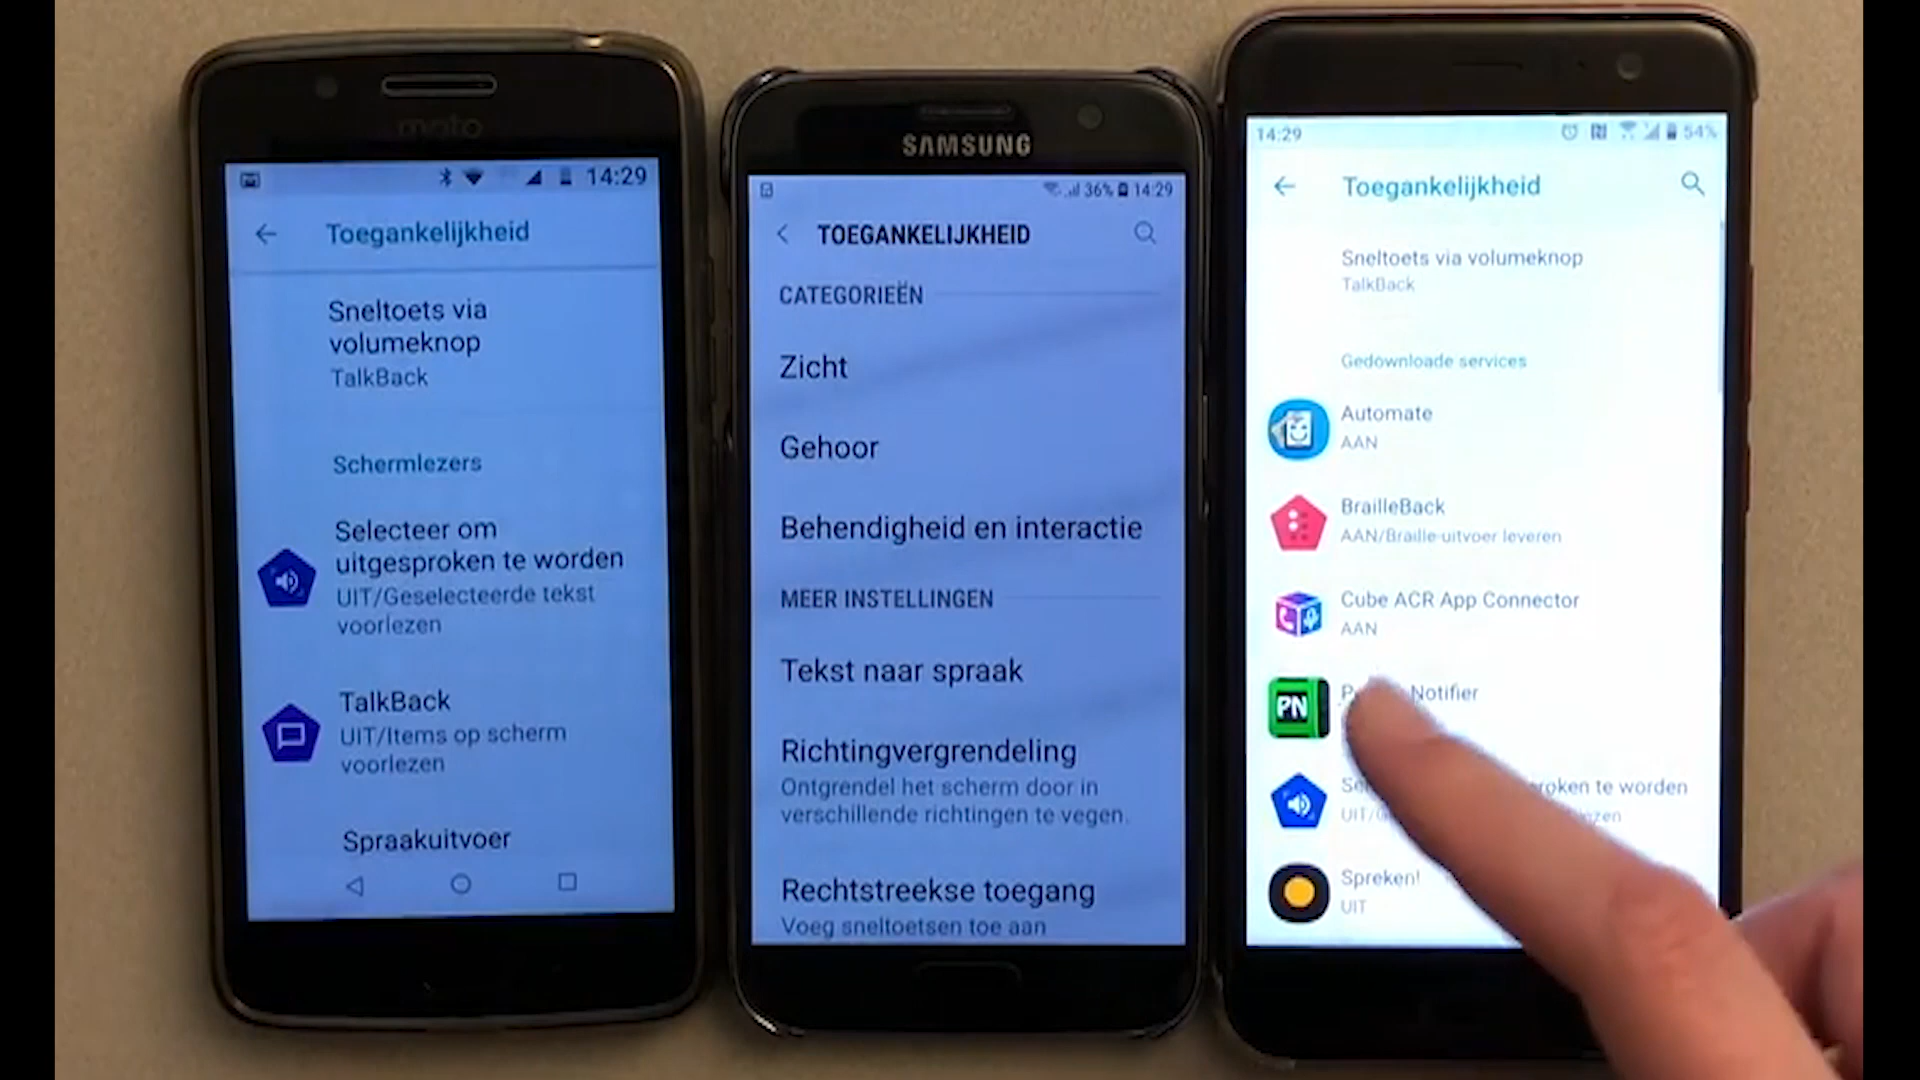 moto
14:29
Toegankelijkheid
Sneltoets via
volumeknop
TalkBack
Schermlezers
Selecteer om
uitgesproken te worden
UIT/Geselecteerde tekst
voorlezen
TalkBack
UIT/Items op scherm
voorlezen
Spraakuitvoer
SAMSUNG
36% 14:29
TOEGANKELIJKHEID
CATEGORIEËN
Zicht
Gehoor
Behendigheid en interactie
MEER INSTELLINGEN
Tekst naar spraak
Richtingvergrendeling
Ontgrendel het scherm door in
verschillende richtingen te vegen.
Rechtstreekse toegang
Voeg sneltoetsen toe aan
14:29 54%
Toegankelijkheid
Sneltoets via volumeknop
TalkBack
Gedownloade services
Automate
AAN
BrailleBack
AAN/Braille-uitvoer leveren
Cube ACR App Connector
AAN
PN
Notifier
te worden
Spreken!
UIT